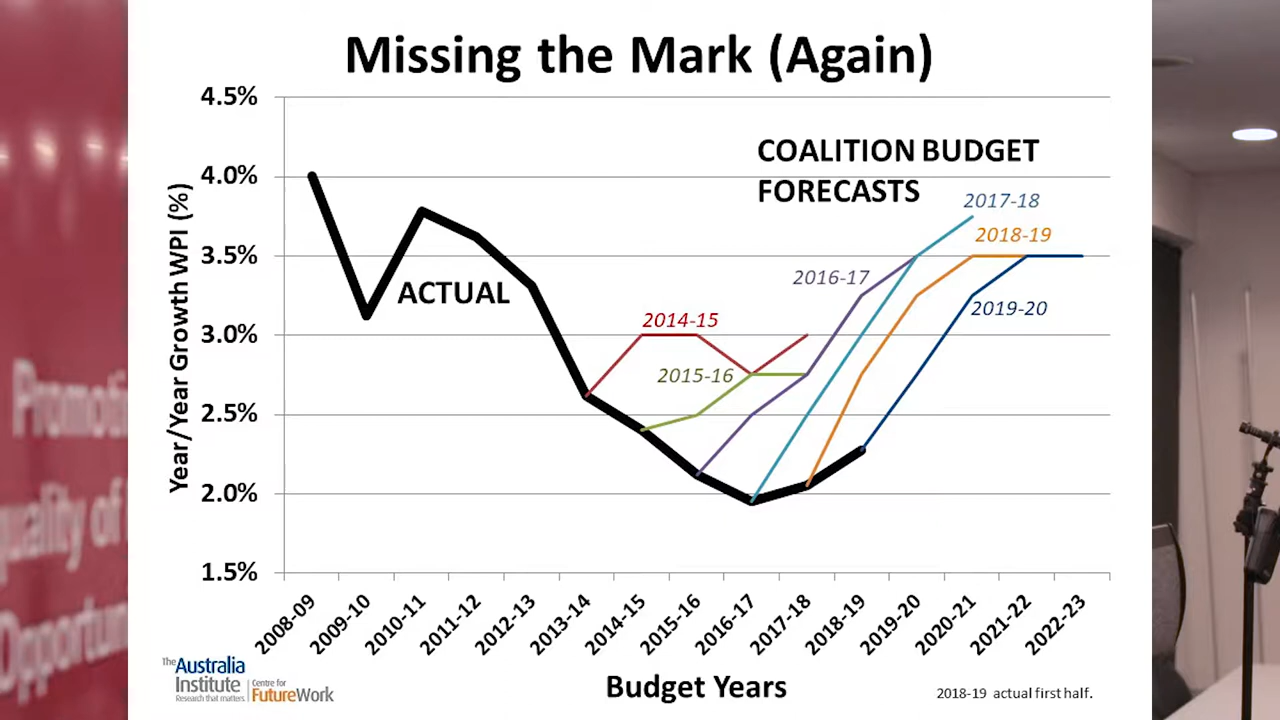 Missing the Mark (Again)
4.5%
4.0%
3.5%
3.0%
2.5%
2.0%
1.5%
Year/Year Growth WPI (%)
COALITION BUDGET
FORECASTS
2017-18
2018-19
2016-17
2019-20
ACTUAL
2014-15
2015-16
2008-09
2009-10
2010-11
2011-12
2012-13
2013-14
2014-15
2015-16
2016-17
2017-18
2018-19
2019-20
2020-21
2021-22
2022-23
Budget Years
The Australia
Institute
Research that matters
Centre for
FutureWork
2018-19 actual first half.